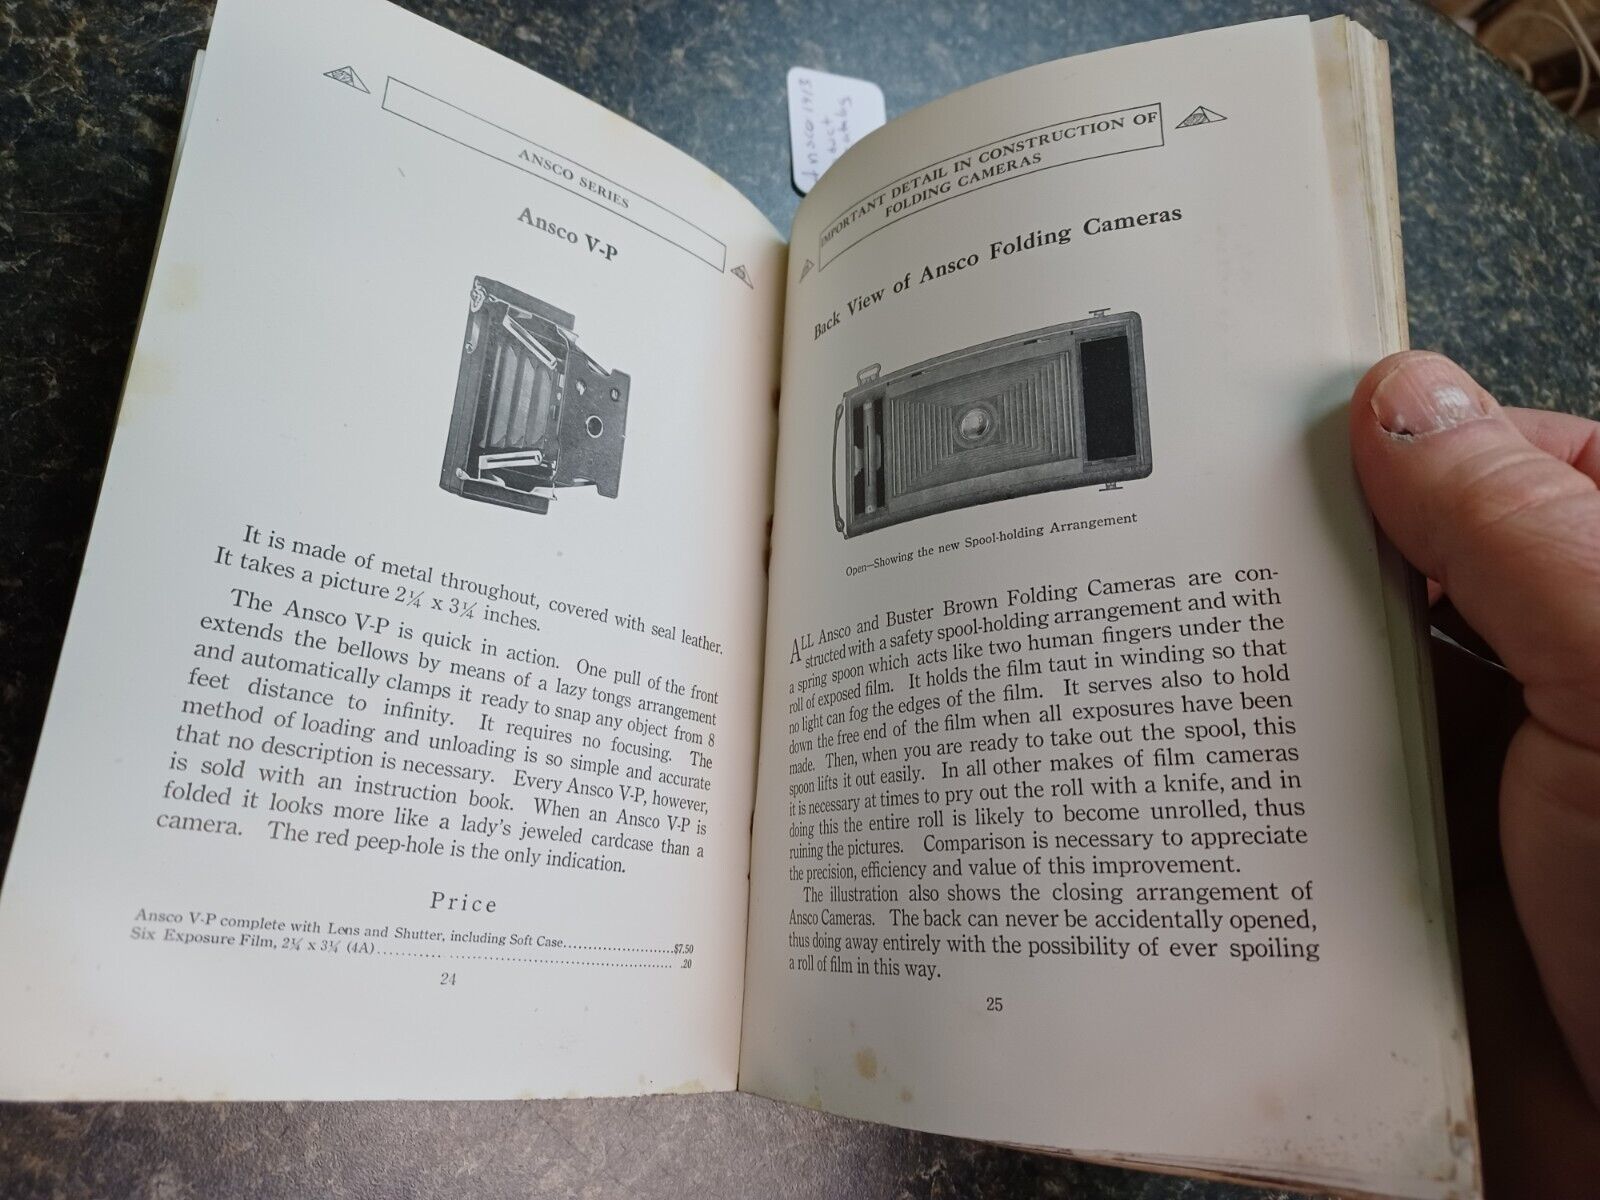 ANSCO SERIES
Ansco V-P
It is made of metal throughout, covered with seal leather.
It takes a picture 2¼ x 3¼ inches.
The Ansco V-P is quick in action. One pull of the front
extends the bellows by means of a lazy tongs arrangement
and automatically clamps it ready to snap any object from 8
feet distance to infinity. It requires no focusing. The
method of loading and unloading is so simple and accurate
that no description is necessary. Every Ansco V-P, however,
is sold with an instruction book. When an Ansco V-P is
folded it looks more like a lady's jeweled cardcase than a
camera. The red peep-hole is the only indication.
Price
Ansco V-P complete with Lens and Shutter, including Soft Case....................$7.50
Six Exposure Film, 2¼ x 3¼ (4A).................................................... .20
24
Ansco 1913
IMPORTANT DETAIL IN CONSTRUCTION OF
FOLDING CAMERAS
Back View of Ansco Folding Cameras
Open—Showing the new Spool-holding Arrangement
ALL Ansco and Buster Brown Folding Cameras are con-
structed with a safety spool-holding arrangement and with
a spring spoon which acts like two human fingers under the
roll of exposed film. It holds the film taut in winding so that
no light can fog the edges of the film. It serves also to hold
down the free end of the film when all exposures have been
made. Then, when you are ready to take out the spool, this
spoon lifts it out easily. In all other makes of film cameras
it is necessary at times to pry out the roll with a knife, and in
doing this the entire roll is likely to become unrolled, thus
ruining the pictures. Comparison is necessary to appreciate
the precision, efficiency and value of this improvement.
The illustration also shows the closing arrangement of
Ansco Cameras. The back can never be accidentally opened,
thus doing away entirely with the possibility of ever spoiling
a roll of film in this way.
25